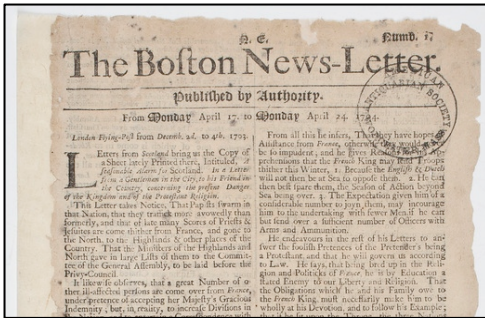 N. E. Numb. 1.
The Boston News-Letter.
Published by Authority.
From Monday April 17. to Monday April 24. 1704.
London Flying-Post from Decemb. 2d. to 4th. 1703.
LEtters from Scotland bring us the Copy of
a Sheet lately Printed there, Intituled, A
seasonable Alarm for Scotland. In a Letter
from a Gentleman in the City, to his Friend in
the Country, concerning the present Danger
of the Kingdom and of the Protestant Religion.
This Letter takes Notice, That Papists swarm in
that Nation, that they traffick more avowedly than
formerly, and that of late many Scores of Priests &
Jesuites are come thither from France, and gone to
the North, to the Highlands & other places of the
Country. That the Ministers of the Highlands and
North gave in large Lists of them to the Commit-
tee of the General Assembly, to be laid before the
Privy-Council.
It likewise observes, that a great Number of o-
ther ill-affected persons are come over from France,
under pretence of accepting her Majesty's Gracious
Indemnity; but, in reality, to increase Divisions in
From all this he infers, That they have hopes of
Assistance from France, otherwise they would never
be so impudent; and he gives Reasons for his Ap-
prehensions that the French King may send Troops
thither this Winter, 1. Because the English & Dutch
will not then be at Sea to oppose them. 2. He can
then best spare them, the Season of Action beyond
Sea being over. 3. The Expectation given him of a
considerable number to joyn them, may incourage
him to the undertaking with fewer Men if he can
but send over a sufficient number of Officers with
Arms and Ammunition.
He endeavours in the rest of his Letters to an-
swer the foolish Pretences of the Pretender's being
a Protestant, and that he will govern us according
to Law. He says, that being bred up in the Reli-
gion and Politicks of France, he is by Education a
stated Enemy to our Liberty and Religion. That
the Obligations which he and his Family owe to
the French King, must necessarily make him to be
wholly at his Devotion, and to follow his Example;